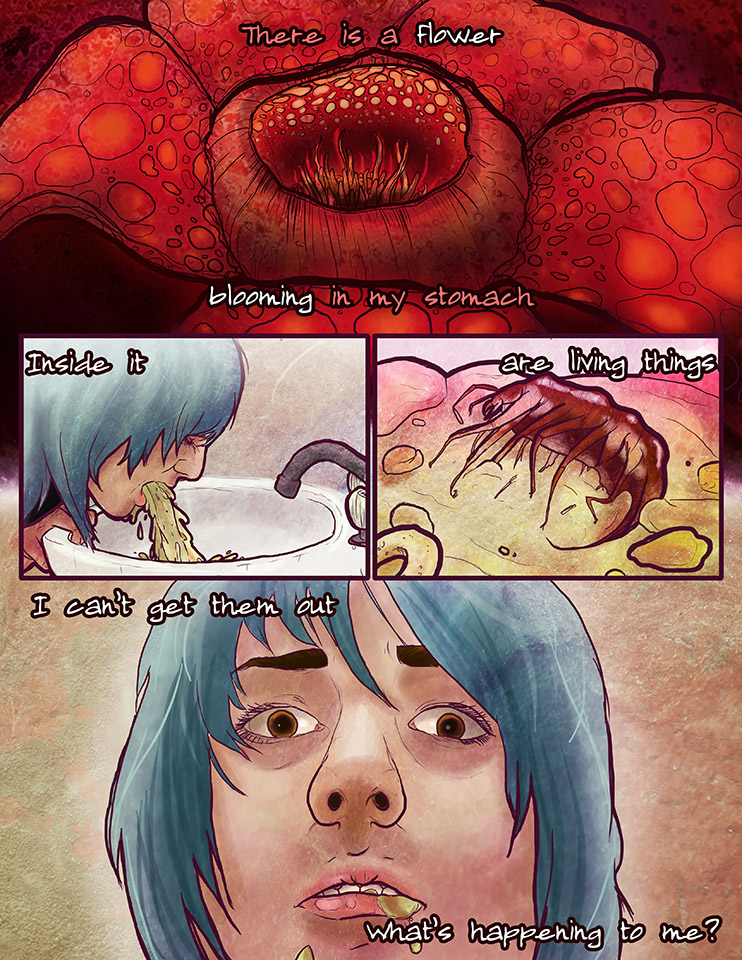 There is a flower
blooming in my stomach
Inside it
are living things
I can't get them out
what's happening to me?